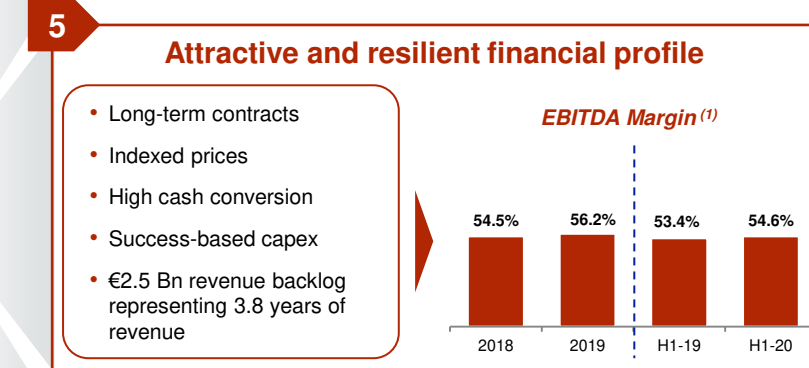 5
Attractive and resilient financial profile
• Long-term contracts
• Indexed prices
• High cash conversion
• Success-based capex
• €2.5 Bn revenue backlog
representing 3.8 years of
revenue
EBITDA Margin (1)
54.5% 56.2% 53.4% 54.6%
2018 2019 H1-19 H1-20